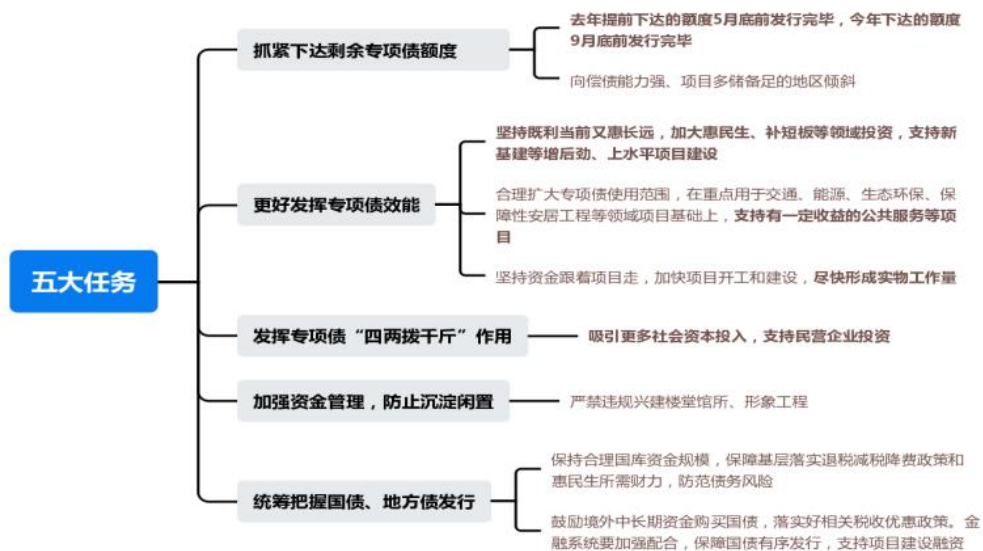 五大任务
抓紧下达剩余专项债额度
去年提前下达的额度5月底前发行完毕，今年下达的额度
9月底前发行完毕
向偿债能力强、项目多储备足的地区倾斜
更好发挥专项债效能
坚持既利当前又惠长远，加大惠民生、补短板等领域投资，支持新
基建等增后劲、上水平项目建设
合理扩大专项债使用范围，在重点用于交通、能源、生态环保、保
障性安居工程等领域项目基础上，支持有一定收益的公共服务等项
目
坚持资金跟着项目走，加快项目开工和建设，尽快形成实物工作量
发挥专项债“四两拨千斤”作用
吸引更多社会资本投入，支持民营企业投资
加强资金管理，防止沉淀闲置
严禁违规兴建楼堂馆所、形象工程
统筹把握国债、地方债发行
保持合理国库资金规模，保障基层落实退税减税降费政策和
惠民生所需财力，防范债务风险
鼓励境外中长期资金购买国债，落实好相关税收优惠政策。金
融系统要加强配合，保障国债有序发行，支持项目建设融资